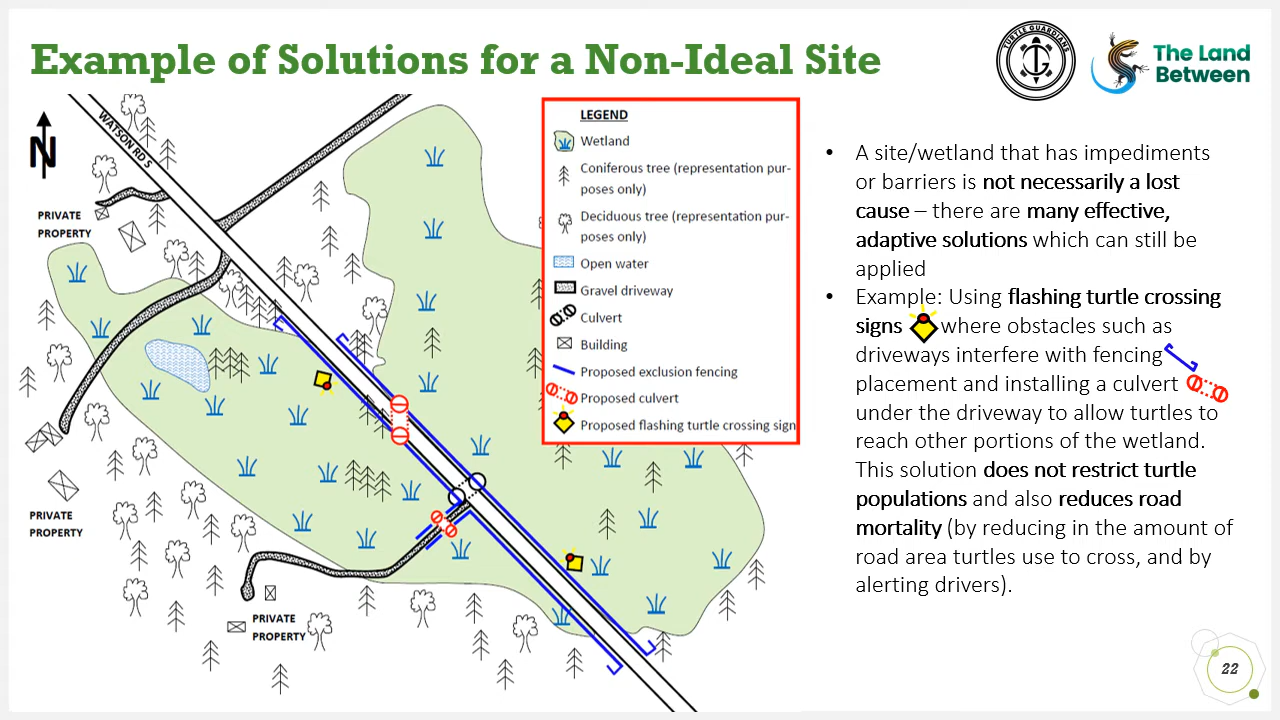 Example of Solutions for a Non-Ideal Site
TURTLE GUARDIANS
The Land
Between
N
WATSON RD S
PRIVATE
PROPERTY
PRIVATE
PROPERTY
PRIVATE
PROPERTY
LEGEND
Wetland
Coniferous tree (representation pur-
poses only)
Deciduous tree (representation pur-
poses only)
Open water
Gravel driveway
Culvert
Building
Proposed exclusion fencing
Proposed culvert
Proposed flashing turtle crossing sign
• A site/wetland that has impediments
or barriers is not necessarily a lost
cause – there are many effective,
adaptive solutions which can still be
applied
• Example: Using flashing turtle crossing
signs where obstacles such as
driveways interfere with fencing
placement and installing a culvert
under the driveway to allow turtles to
reach other portions of the wetland.
This solution does not restrict turtle
populations and also reduces road
mortality (by reducing in the amount of
road area turtles use to cross, and by
alerting drivers).
22